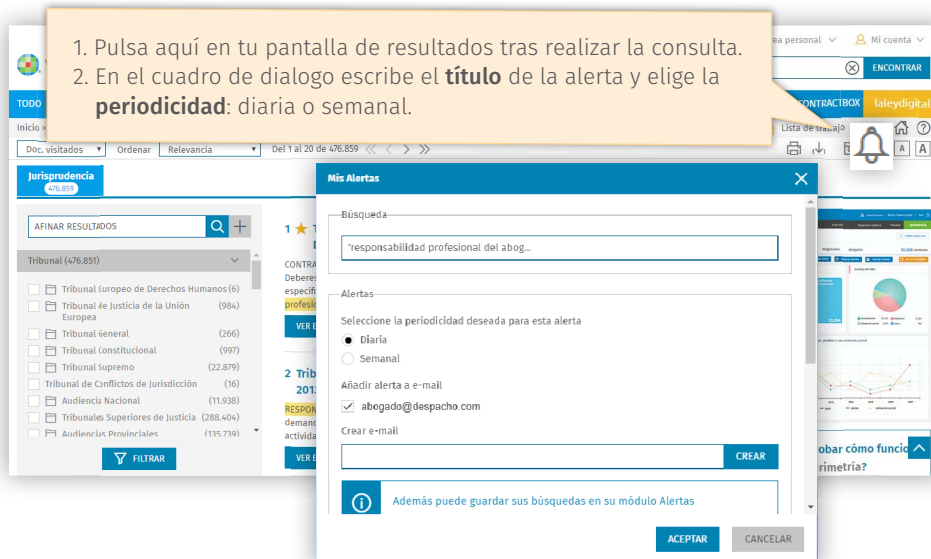 1. Pulsa aquí en tu pantalla de resultados tras realizar la consulta.
2. En el cuadro de dialogo escribe el título de la alerta y elige la
periodicidad: diaria o semanal.
personal
Mi cuenta
ENCONTRAR
TODO
CONTRACTBOX
laleydigital
Inicio >
Lista de trabajo
Doc. visitados
Ordenar
Relevancia
Del 1 al 20 de 476.859
A A
Jurisprudencia
476.859
AFINAR RESULTADOS
Tribunal (476.851)
Tribunal Europeo de Derechos Humanos (6)
Tribunal de Justicia de la Unión Europea (984)
Tribunal General (266)
Tribunal Constitucional (997)
Tribunal Supremo (22.879)
Tribunal de Conflictos de Jurisdicción (16)
Audiencia Nacional (11.938)
Tribunales Superiores de Justicia (288.404)
Audiencias Provinciales (135.739)
FILTRAR
1
CONTRA
Deberes
específi
profesio
VER
2 Trib
201
RESPON
demand
activida
VER
Mis Alertas
Búsqueda
"responsabilidad profesional del abog...
Alertas
Seleccione la periodicidad deseada para esta alerta
Diaria
Semanal
Añadir alerta a e-mail
abogado@despacho.com
Crear e-mail
CREAR
Además puede guardar sus búsquedas en su módulo Alertas
ACEPTAR
CANCELAR
obar cómo funcio
rimetría?